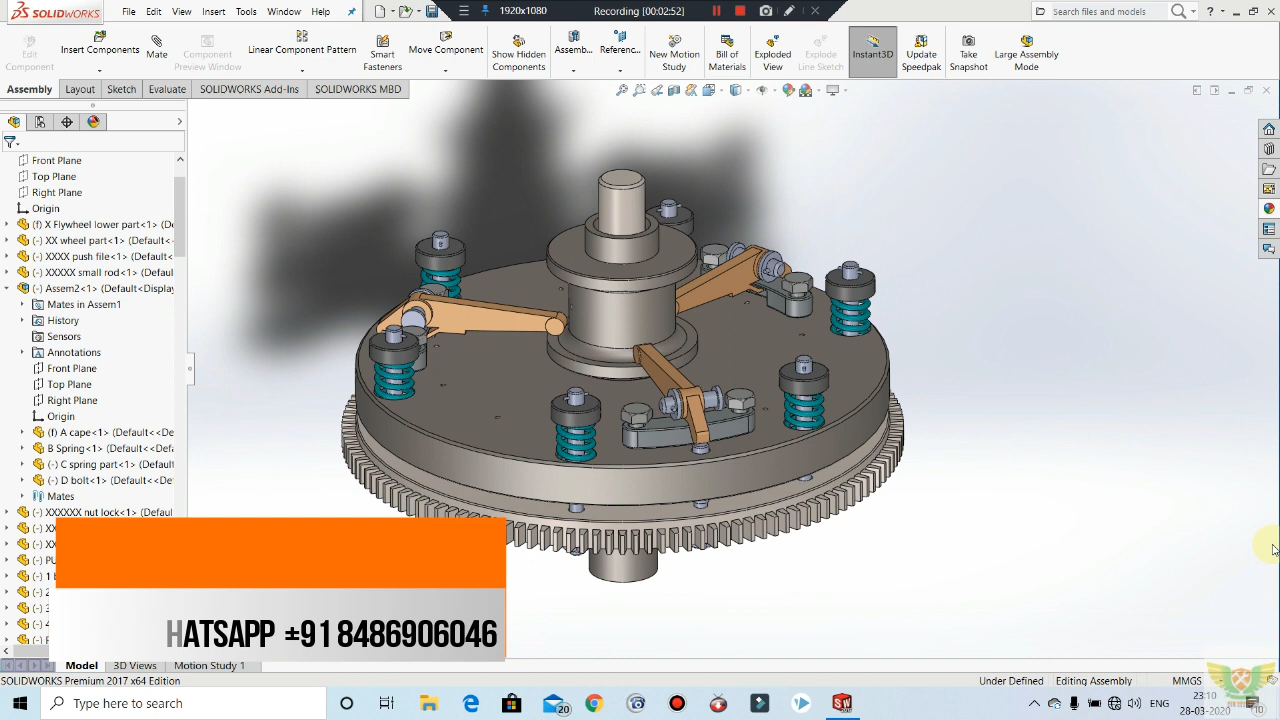 SOLIDWORKS
File
Edit
View
Insert
Tools
Window
Help
1920x1080
Recording [00:02:52]
Search files and models
?
Edit Component
Insert Components
Mate
Component Preview Window
Linear Component Pattern
Smart Fasteners
Move Component
Show Hidden Components
Assemb...
Referenc...
New Motion Study
Bill of Materials
Exploded View
Explode Line Sketch
Instant3D
Update Speedpak
Take Snapshot
Large Assembly Mode
Assembly
Layout
Sketch
Evaluate
SOLIDWORKS Add-Ins
SOLIDWORKS MBD
Front Plane
Top Plane
Right Plane
Origin
(f) X Flywheel lower part<1> (De
(-) XX wheel part<1> (Default<
(-) XXXX push file<1> (Default<
(-) XXXXX small rod<1> (Defaul
(-) Assem2<1> (Default<Display
Mates in Assem1
History
Sensors
Annotations
Front Plane
Top Plane
Right Plane
Origin
(f) A cape<1> (Default<<De
B Spring<1> (Default<<Def
(-) C spring part<1> (Defaul
(-) D bolt<1> (Default<<De
Mates
(-) XXXXXX nut lock<1> (Defaul
HATSAPP +91 8486906046
Model
3D Views
Motion Study 1
SOLIDWORKS Premium 2017 x64 Edition
Under Defined
Editing Assembly
MMGS
Type here to search
20
ENG
23:10
28-03-2020
10